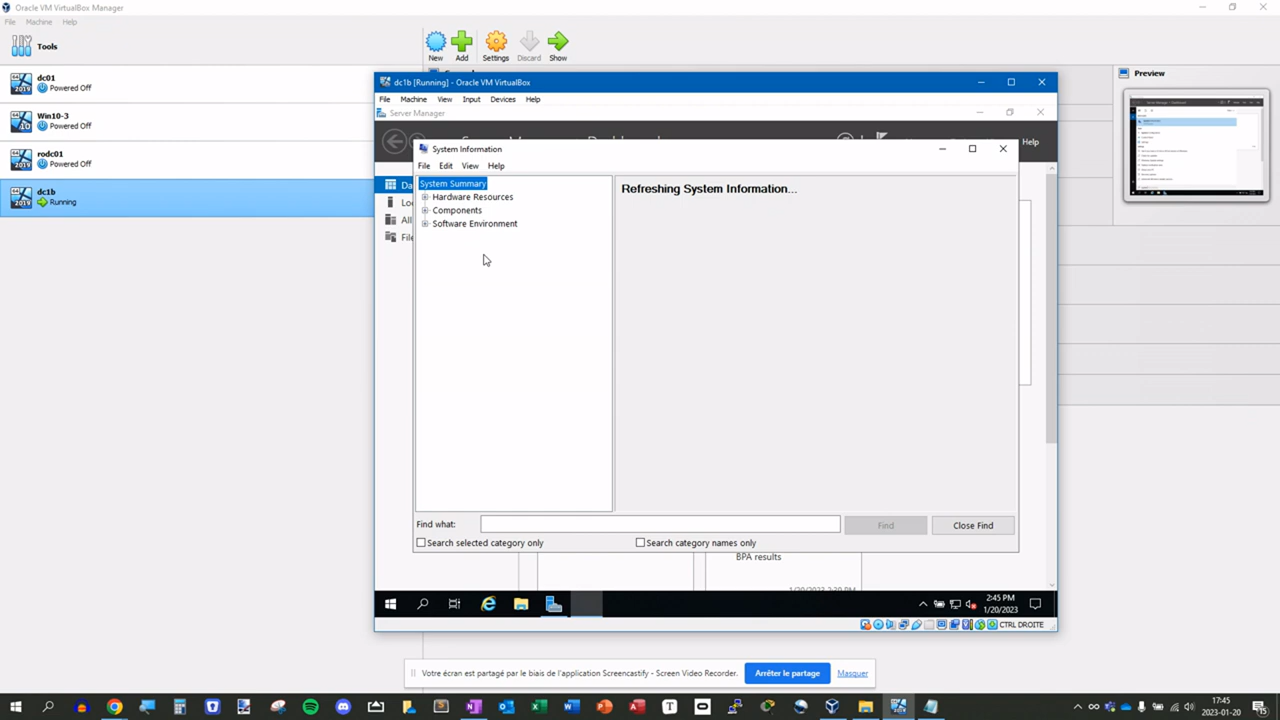 Oracle VM VirtualBox Manager
File Machine Help
Tools
New Add Settings Discard Show
dc01
Powered Off
Win10-3
Powered Off
rodc01
Powered Off
dc1b
Running
Preview
dc1b [Running] - Oracle VM VirtualBox
File Machine View Input Devices Help
Server Manager
Help
System Information
File Edit View Help
System Summary
Hardware Resources
Components
Software Environment
Refreshing System Information...
Find what:
Find
Close Find
Search selected category only
Search category names only
BPA results
2:45 PM
1/20/2023
CTRL DROITE
Votre écran est partagé par le biais de l'application Screencastify - Screen Video Recorder.
Arrêter le partage
Masquer
17:45
2023-01-20